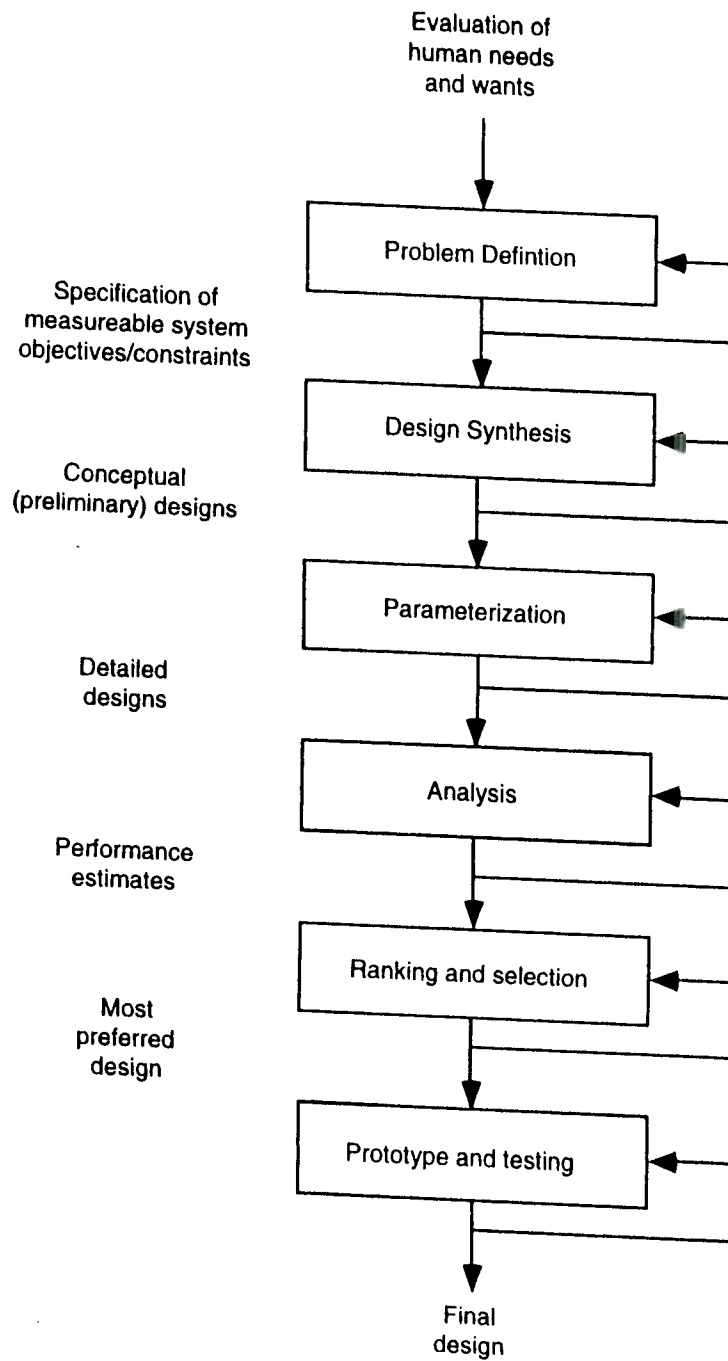 Evaluation of
human needs
and wants
Problem Defintion
Specification of
measureable system
objectives/constraints
Design Synthesis
Conceptual
(preliminary) designs
Parameterization
Detailed
designs
Analysis
Performance
estimates
Ranking and selection
Most
preferred
design
Prototype and testing
Final
design